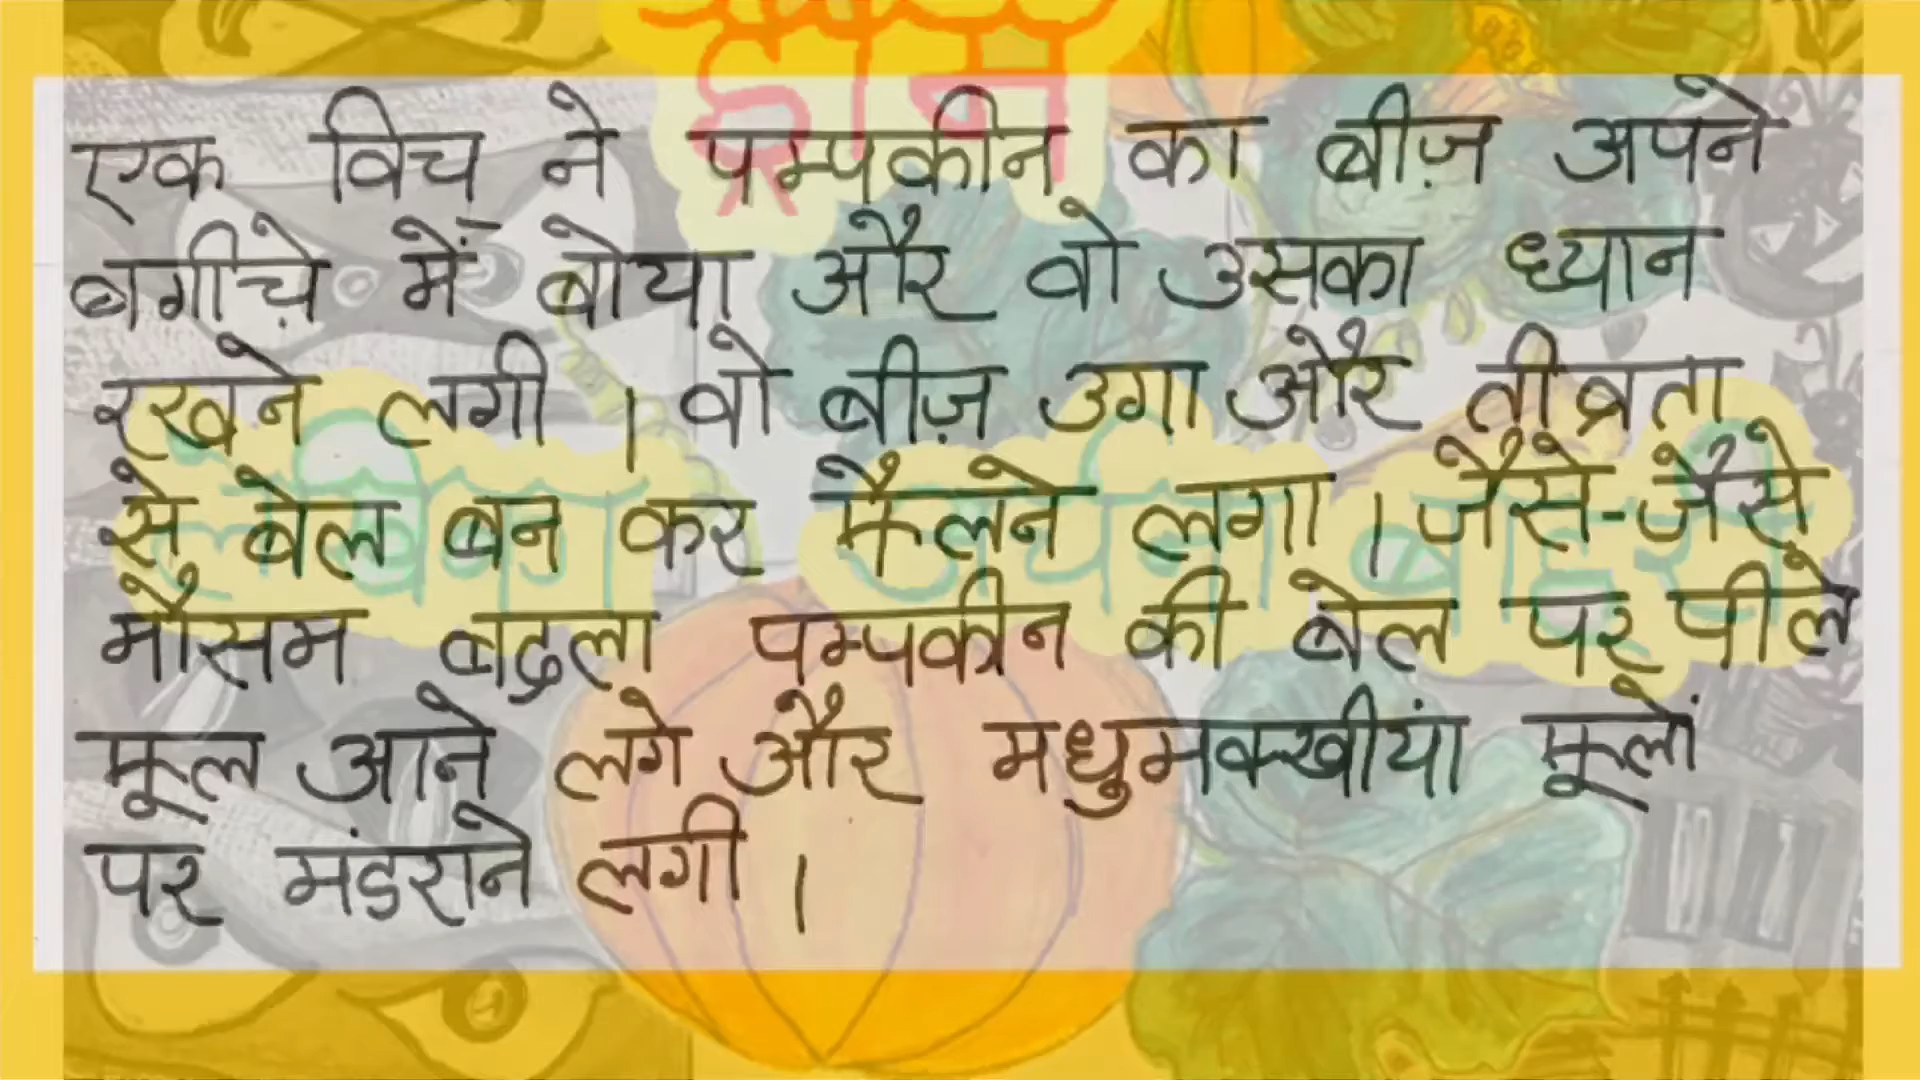 एक विच ने पम्पकीन का बीज़ अपने
बगीचे में बोया और वो उसका ध्यान
रखने लगी । वो बीज़ उगा और तीव्रता
से बेल बन कर फैलने लगा । जैसे-जैसे
मौसम बदला पम्पकीन की बेल पर पीले
फूल आने लगे और मधुमक्खीयां फूलों
पर मंडराने लगी ।